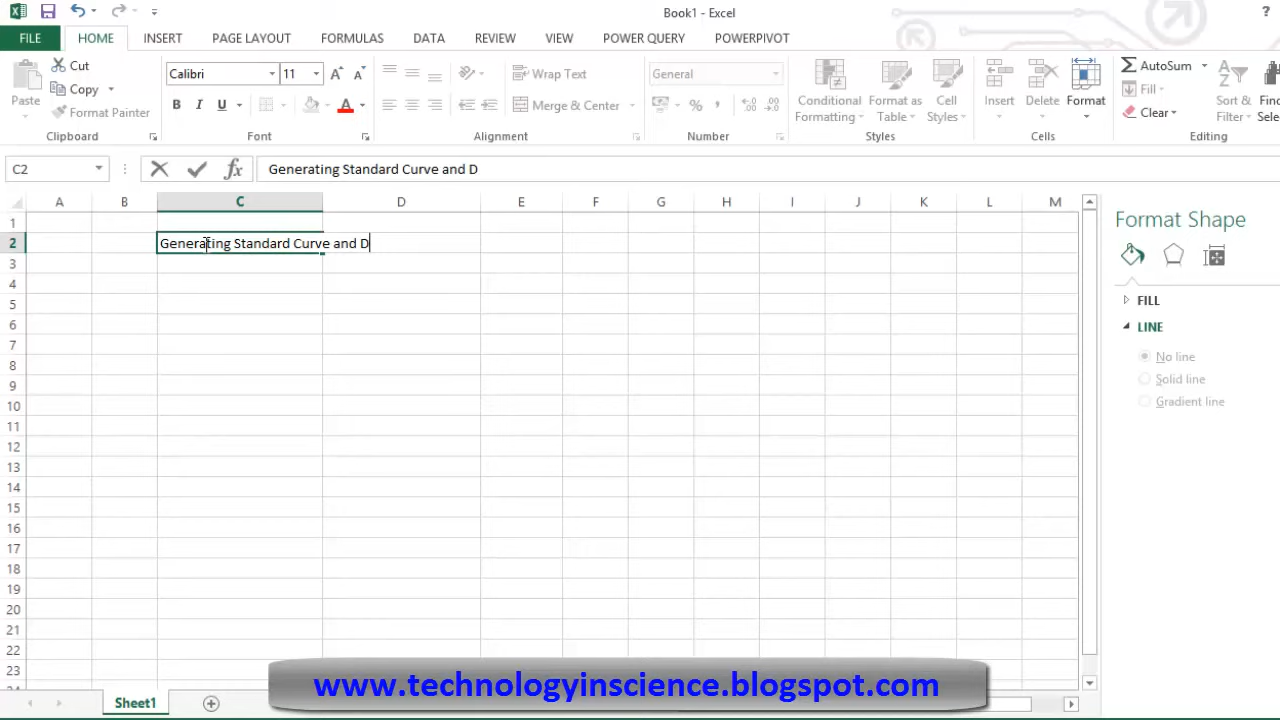 Book1 - Excel
?
FILE HOME INSERT PAGE LAYOUT FORMULAS DATA REVIEW VIEW POWER QUERY POWERPIVOT
Paste
Cut
Copy
Format Painter
Clipboard
Calibri 11
A A
B I U A
Font
Wrap Text
Merge & Center
Alignment
General
% , .0 .00 .00 .0
Number
Conditional Formatting
Format as Table
Cell Styles
Styles
Insert
Delete
Format
Cells
Σ AutoSum
Fill
Clear
A Z Sort & Filter
Editing
C2 fx Generating Standard Curve and D
A B C D E F G H I J K L M
1
2 Generating Standard Curve and D
3
4
5
6
7
8
9
10
11
12
13
14
15
16
17
18
19
20
21
22
23
Format Shape
FILL
LINE
No line
Solid line
Gradient line
www.technologyinscience.blogspot.com
Sheet1